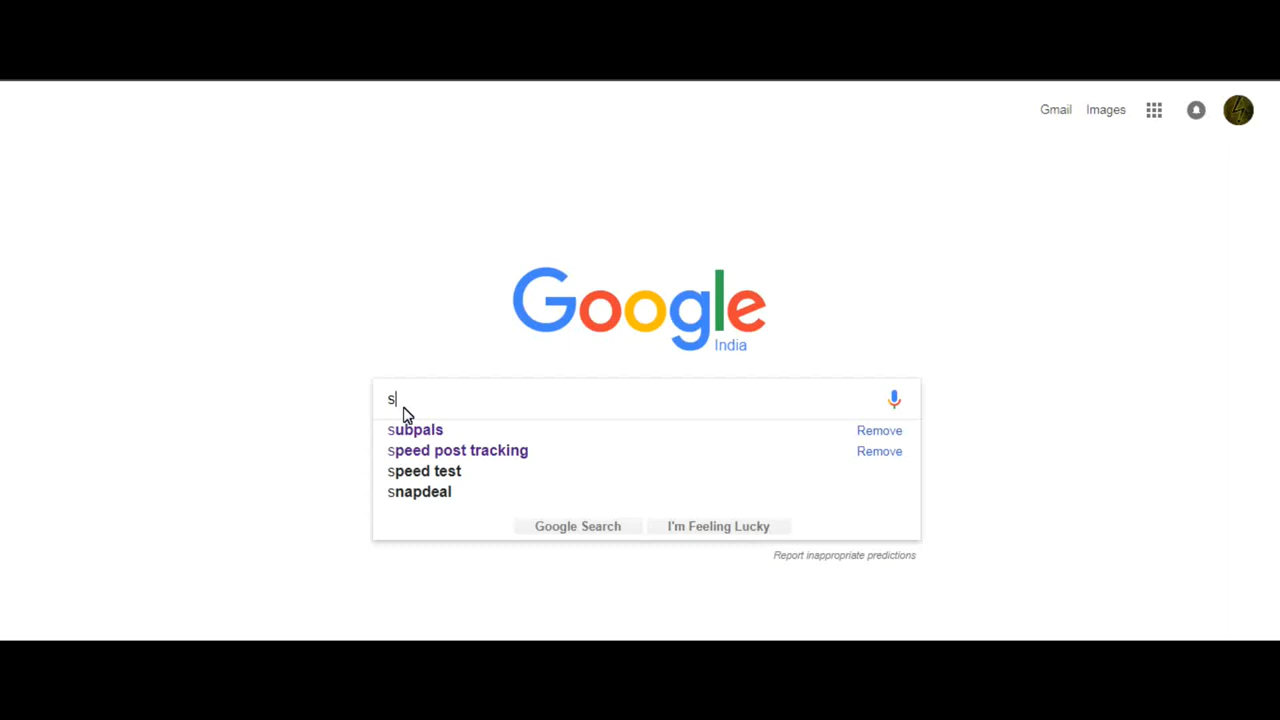 Gmail Images
Google
India
s
subpals Remove
speed post tracking Remove
speed test
snapdeal
Google Search I'm Feeling Lucky
Report inappropriate predictions